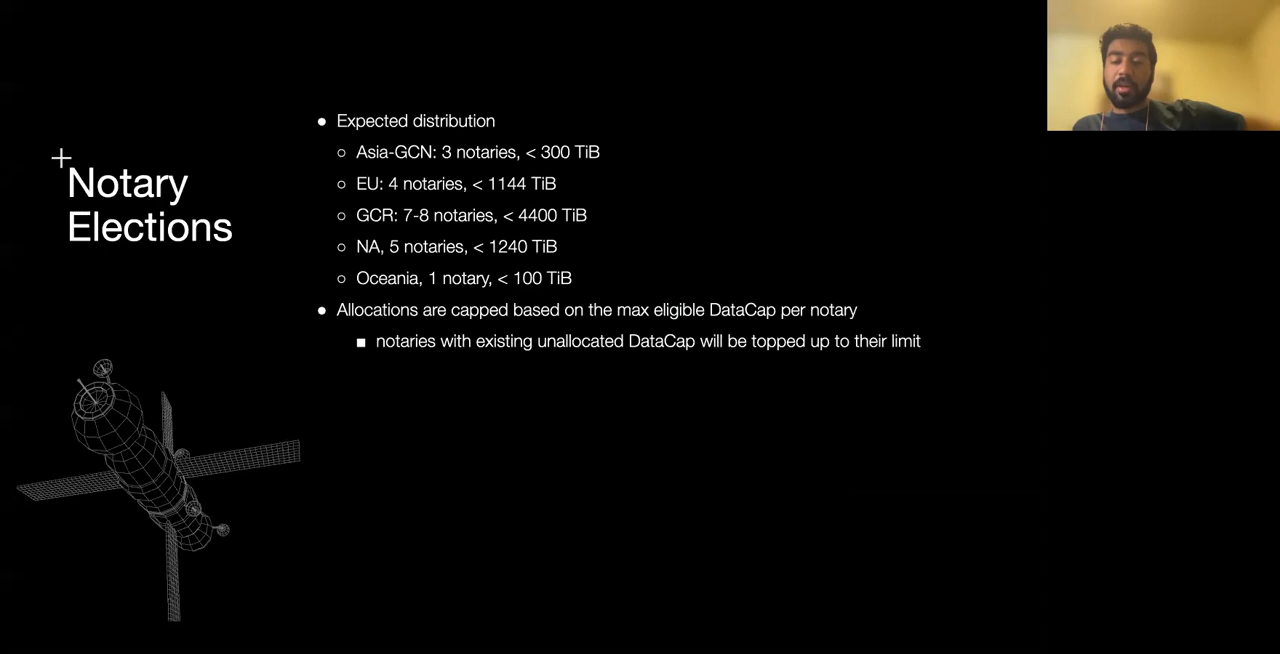 Notary
Elections
● Expected distribution
○ Asia-GCN: 3 notaries, < 300 TiB
○ EU: 4 notaries, < 1144 TiB
○ GCR: 7-8 notaries, < 4400 TiB
○ NA, 5 notaries, < 1240 TiB
○ Oceania, 1 notary, < 100 TiB
● Allocations are capped based on the max eligible DataCap per notary
■ notaries with existing unallocated DataCap will be topped up to their limit